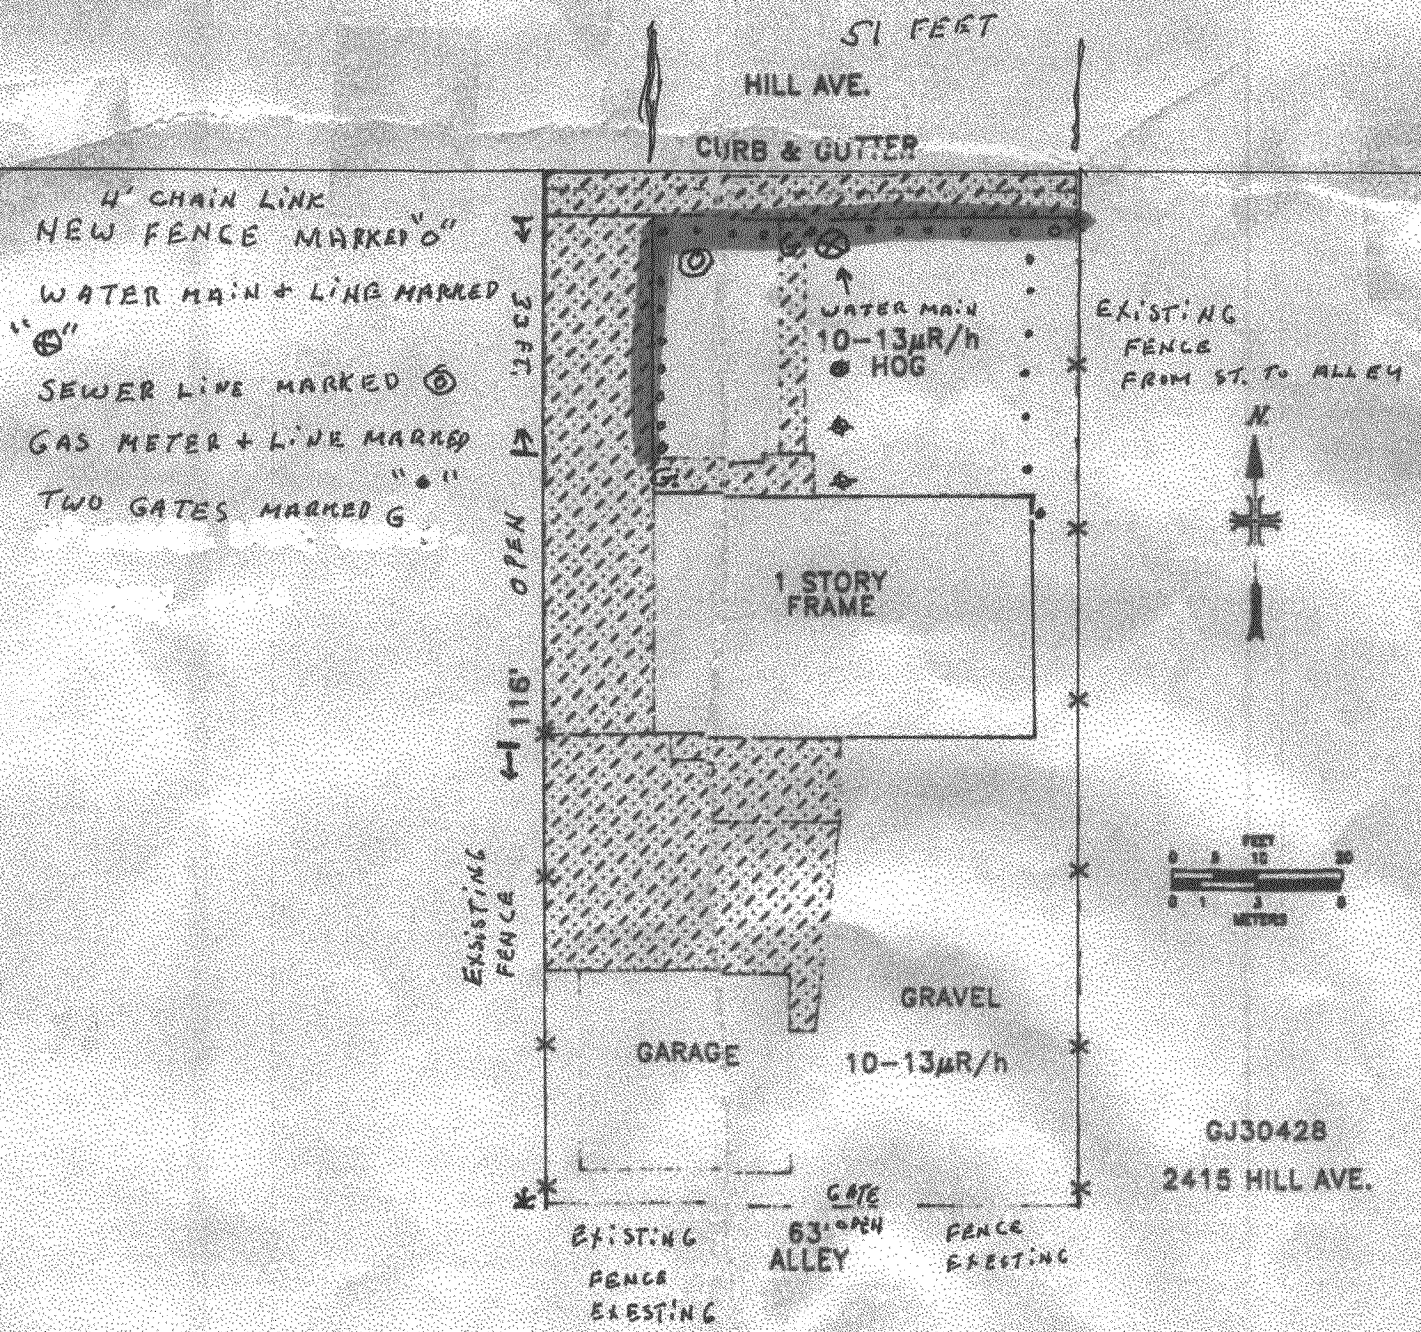 51 FEET
HILL AVE.
CURB & GUTTER
4' CHAIN LINK
NEW FENCE MARKED "o"
WATER MAIN + LINE MARKED
"⊗"
SEWER LINE MARKED ◎
GAS METER + LINE MARKED
"•"
TWO GATES MARKED G
33 FT.
OPEN
116'
EXSISTING
FENCE
G
G.
WATER MAIN
10-13µR/h
HOG
EXISTING
FENCE
FROM ST. TO ALLEY
N.
1 STORY
FRAME
FEET
0 5 10 20
0 1 3 6
METERS
GRAVEL
GARAGE
10-13µR/h
GJ30428
2415 HILL AVE.
GATE
OPEN
63'
ALLEY
EXISTING
FENCE
EXESTING
FENCE
EXESTING